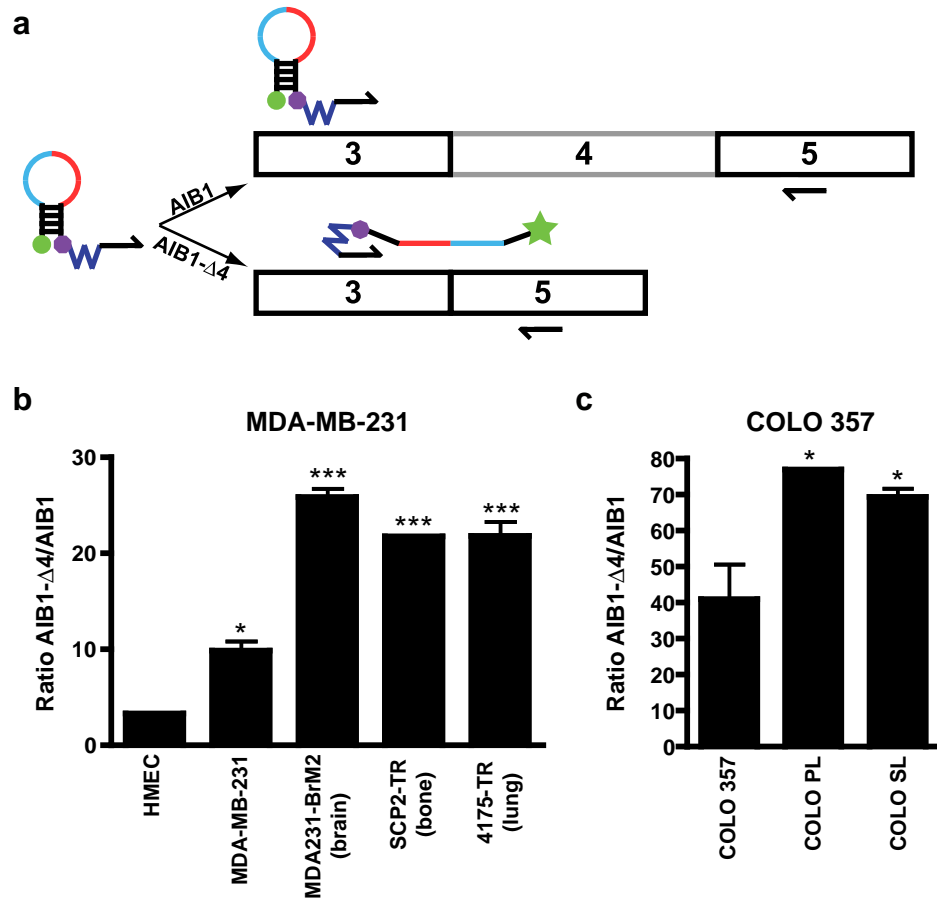 a
3 4 5
AIB1
AIB1-Δ4
3 5
b
MDA-MB-231
Ratio AIB1-Δ4/AIB1
30
20
10
0
*
***
***
***
HMEC
MDA-MB-231
MDA231-BrM2
(brain)
SCP2-TR
(bone)
4175-TR
(lung)
c
COLO 357
Ratio AIB1-Δ4/AIB1
80
70
60
50
40
30
20
10
0
*
*
COLO 357
COLO PL
COLO SL